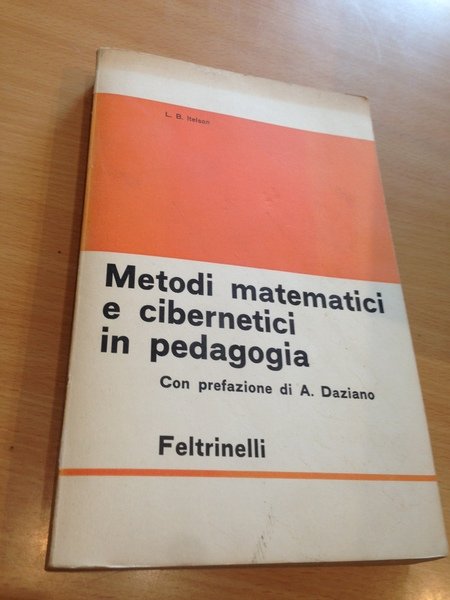 L. B. Itelson
Metodi matematici
e cibernetici
in pedagogia
Con prefazione di A. Daziano
Feltrinelli